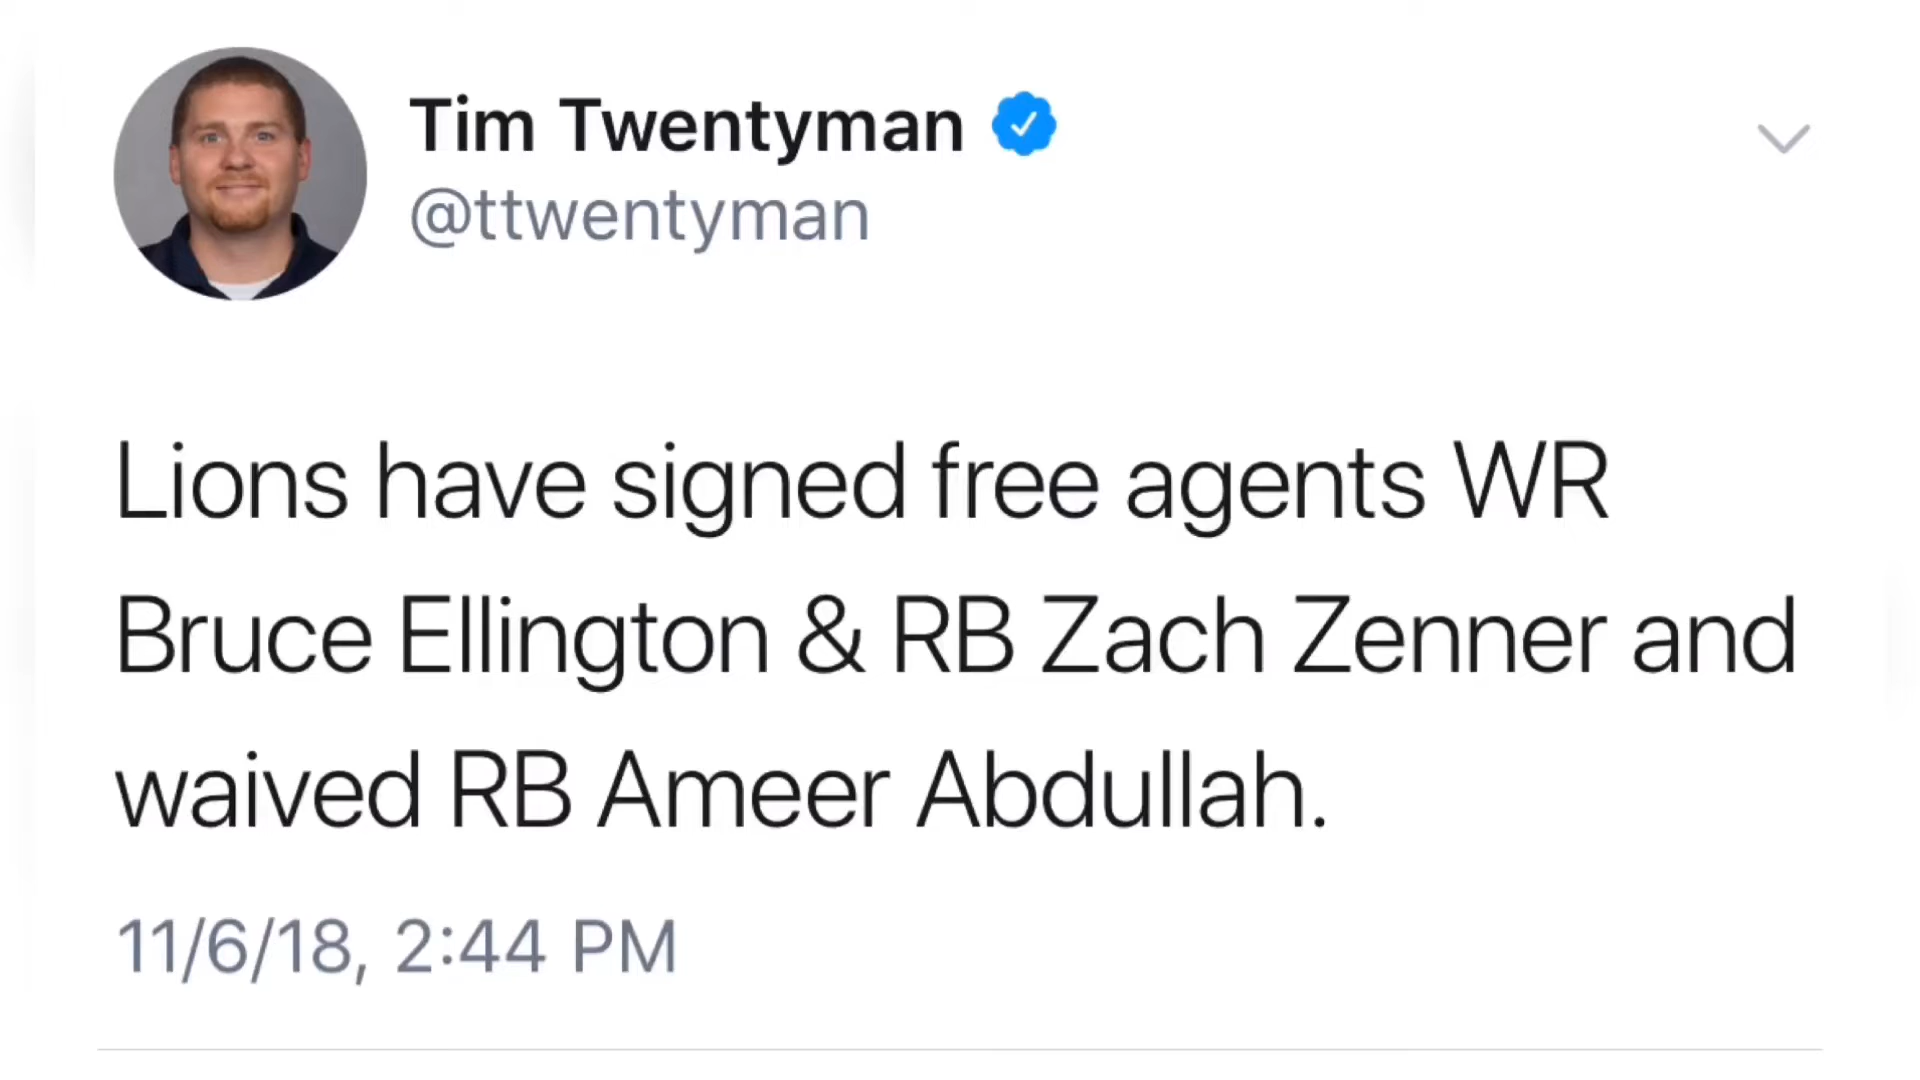 Tim Twentyman
@ttwentyman
Lions have signed free agents WR
Bruce Ellington & RB Zach Zenner and
waived RB Ameer Abdullah.
11/6/18, 2:44 PM